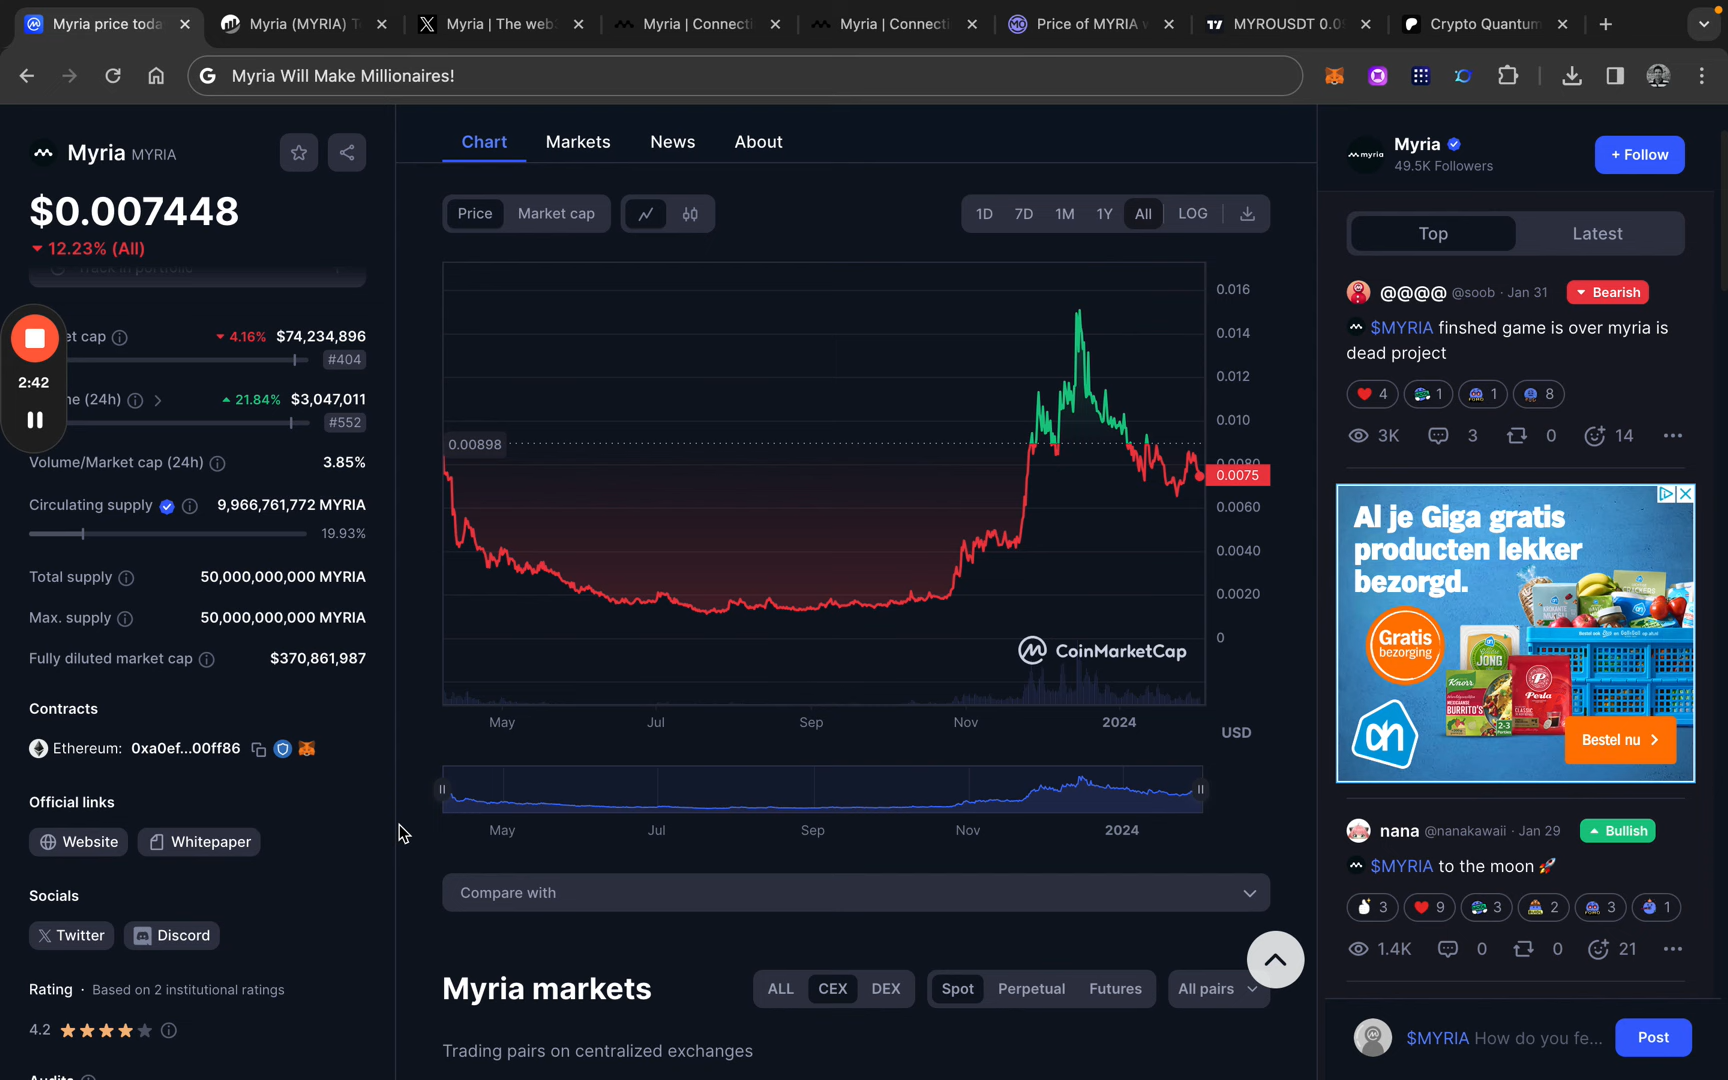 Myria price toda
Myria (MYRIA) T
Myria | The web
Myria | Connecti
Myria | Connecti
Price of MYRIA
MYROUSDT 0.0
Crypto Quantum
Myria Will Make Millionaires!
Myria MYRIA
$0.007448
12.23% (All)
et cap 4.16% $74,234,896
#404
2:42
me (24h) 21.84% $3,047,011
#552
Volume/Market cap (24h) 3.85%
Circulating supply 9,966,761,772 MYRIA
19.93%
Total supply 50,000,000,000 MYRIA
Max. supply 50,000,000,000 MYRIA
Fully diluted market cap $370,861,987
Contracts
Ethereum: 0xa0ef...00ff86
Official links
Website Whitepaper
Socials
Twitter Discord
Rating · Based on 2 institutional ratings
4.2
Chart Markets News About
Price Market cap 1D 7D 1M 1Y All LOG
0.016
0.014
0.012
0.010
0.00898
0.0080
0.0075
0.0060
0.0040
0.0020
0
CoinMarketCap
May Jul Sep Nov 2024
USD
May Jul Sep Nov 2024
Compare with
Myria markets ALL CEX DEX Spot Perpetual Futures All pairs
Trading pairs on centralized exchanges
myria
Myria
49.5K Followers
+ Follow
Top Latest
@@@@ @soob · Jan 31 Bearish
$MYRIA finshed game is over myria is
dead project
4 1 1 8
3K 3 0 14
Al je Giga gratis
producten lekker
bezorgd.
Gratis
bezorging
JONG
Knorr
BURRITO'S
Perla
ah
Bestel nu
nana @nanakawaii · Jan 29 Bullish
$MYRIA to the moon 🚀
3 9 3 2 3 1
1.4K 0 0 21
$MYRIA How do you fe...
Post